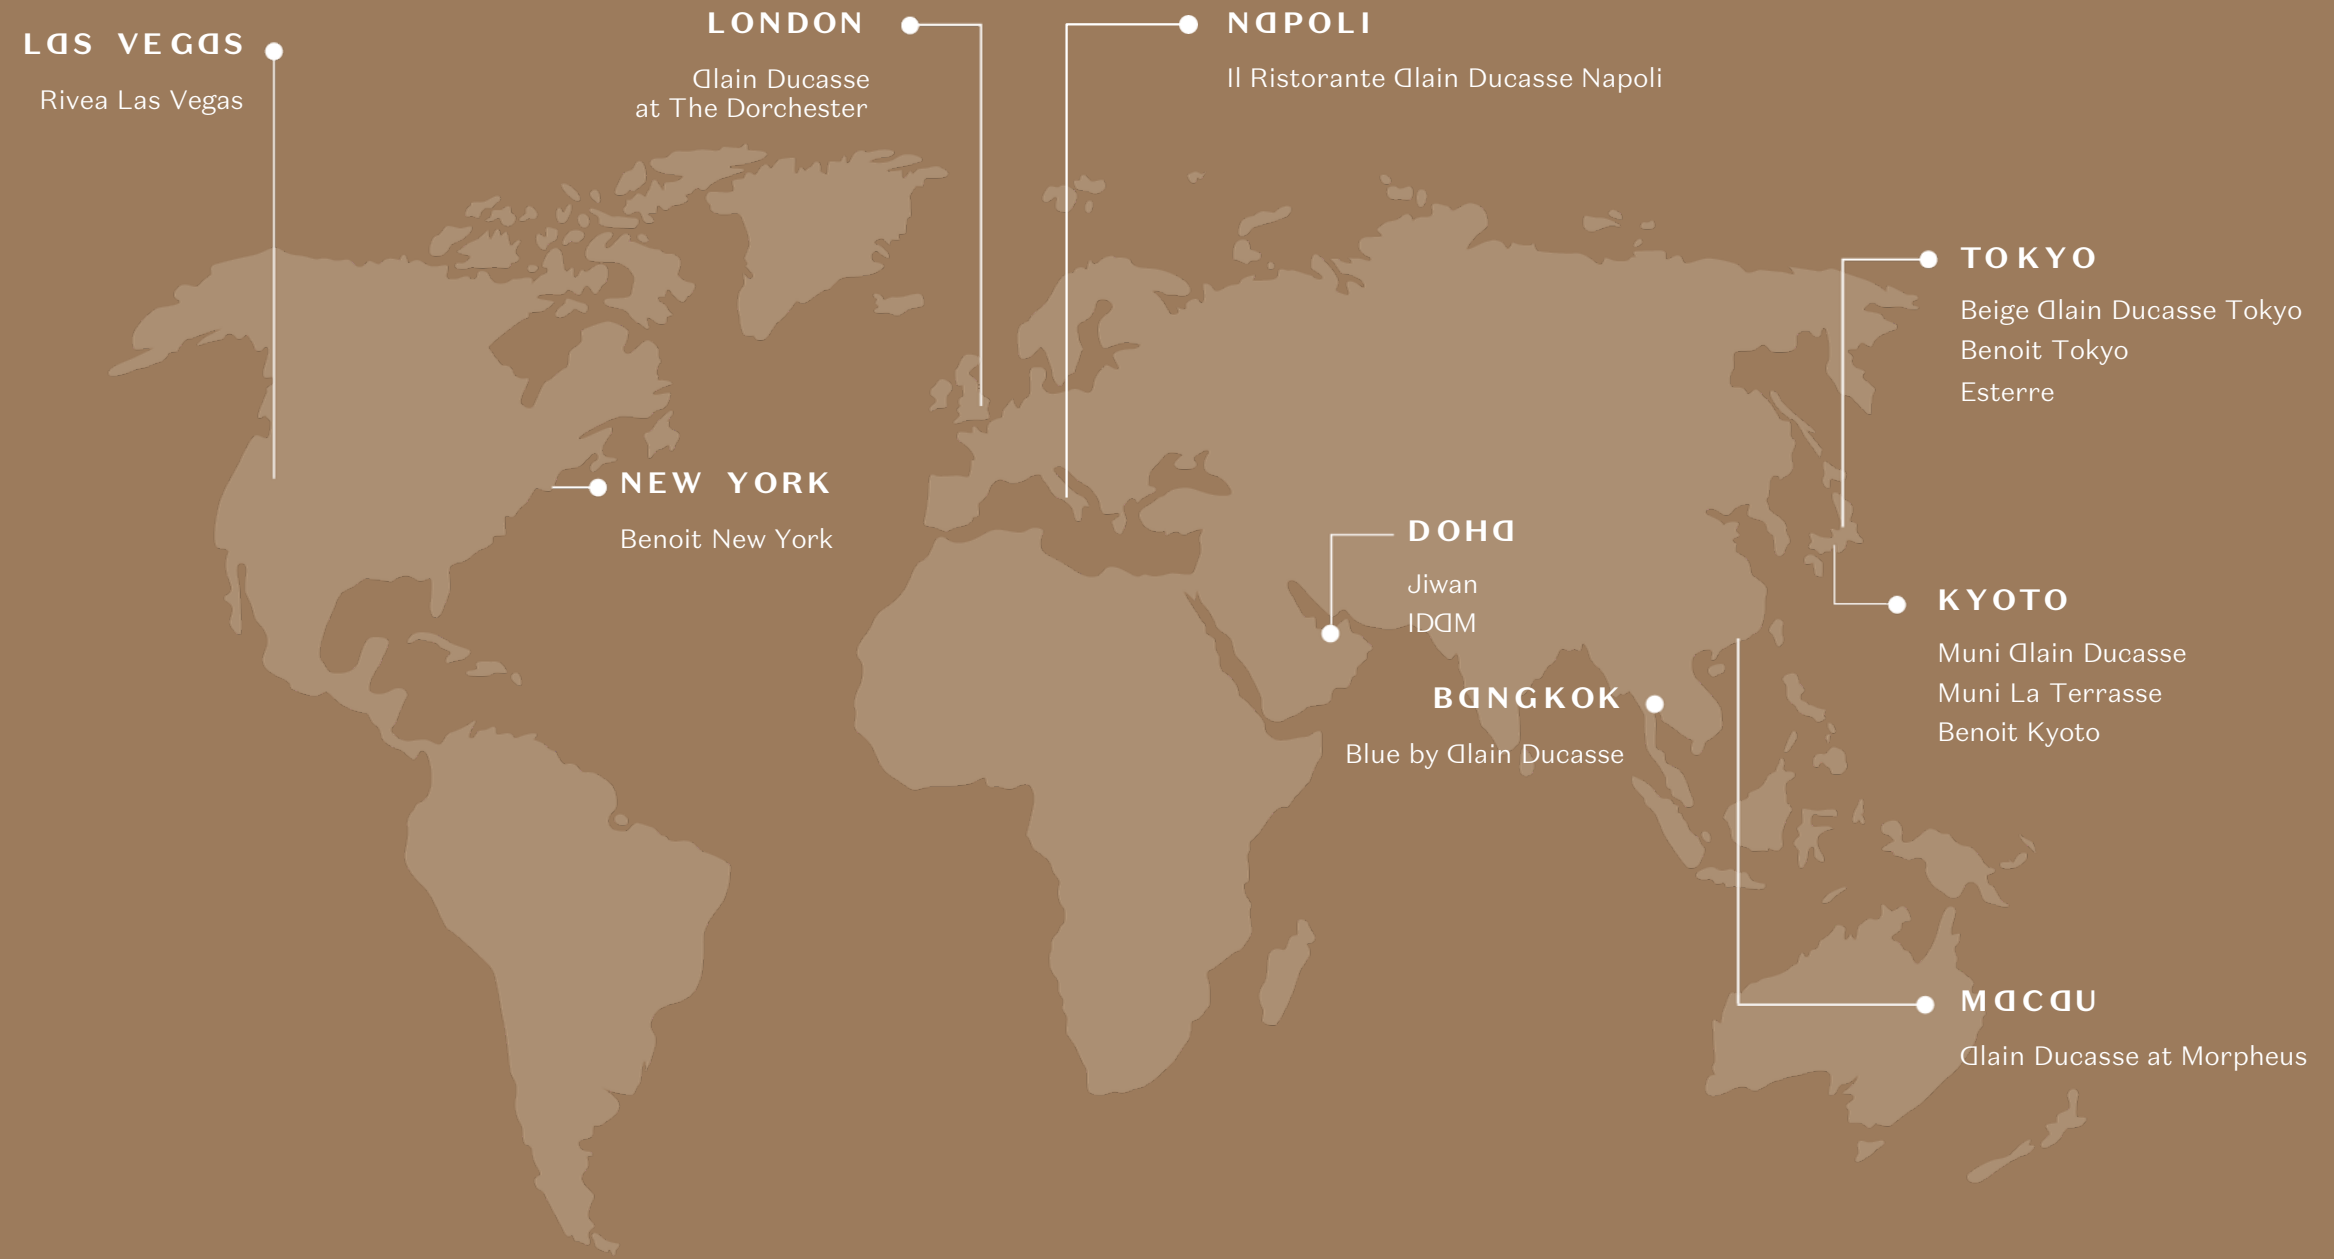 LAS VEGAS
Rivea Las Vegas
LONDON
Alain Ducasse
at The Dorchester
NAPOLI
Il Ristorante Alain Ducasse Napoli
TOKYO
Beige Alain Ducasse Tokyo
Benoit Tokyo
Esterre
NEW YORK
Benoit New York
DOHA
Jiwan
IDAM
KYOTO
Muni Alain Ducasse
Muni La Terrasse
Benoit Kyoto
BANGKOK
Blue by Alain Ducasse
MACAU
Alain Ducasse at Morpheus